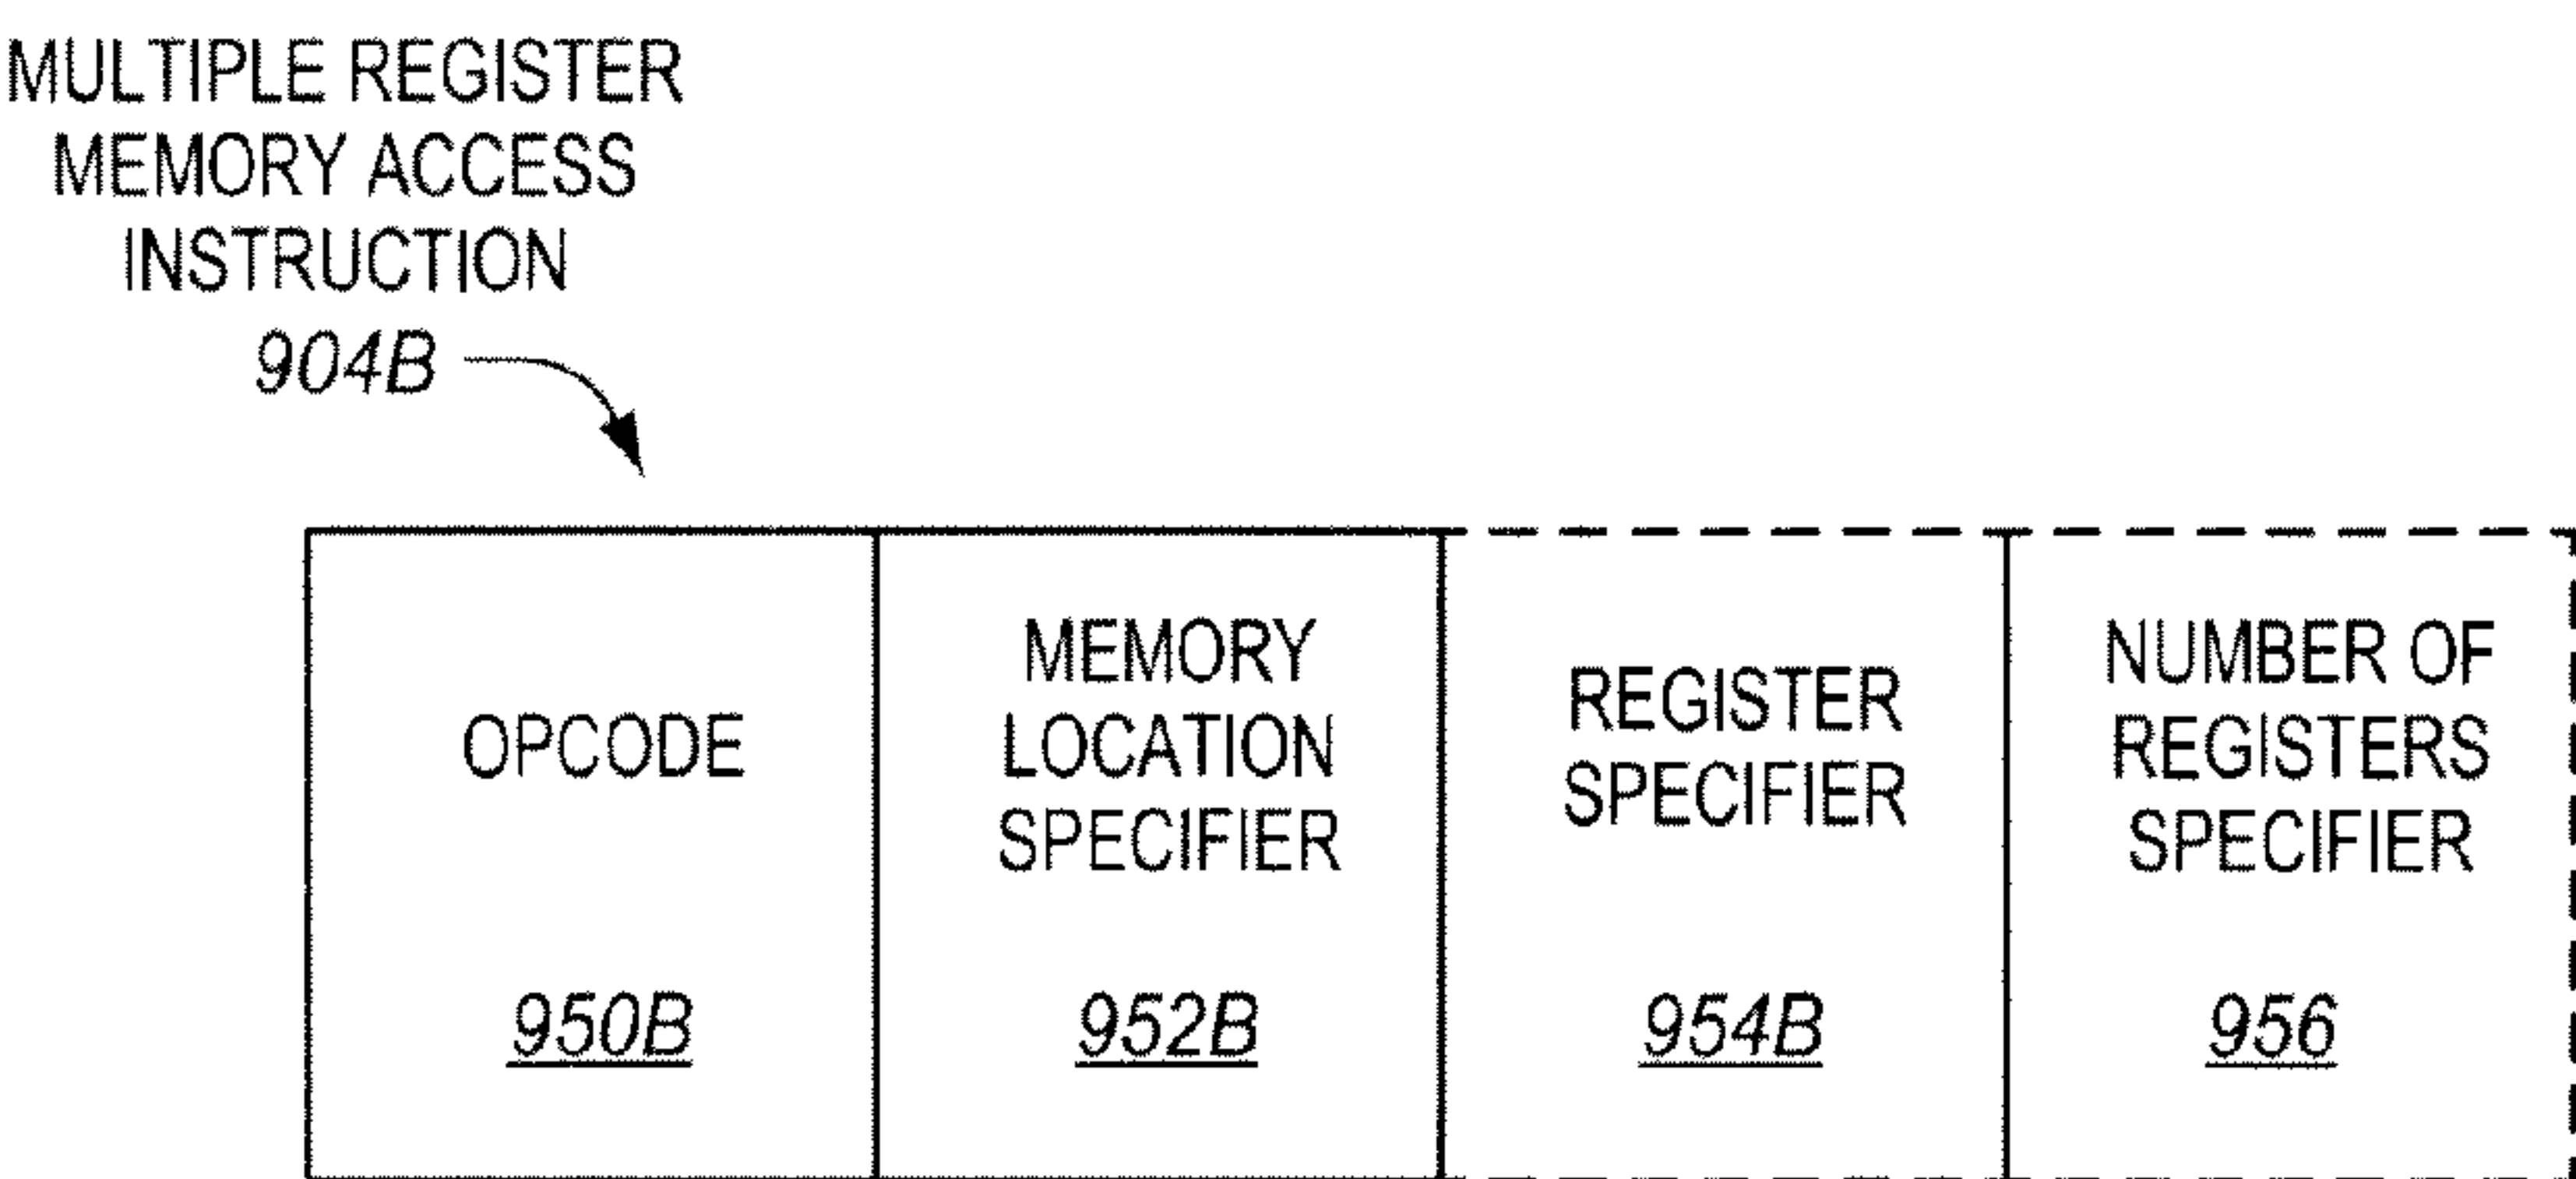 MULTIPLE REGISTER
MEMORY ACCESS
INSTRUCTION
904B
OPCODE
950B
MEMORY
LOCATION
SPECIFIER
952B
REGISTER
SPECIFIER
954B
NUMBER OF
REGISTERS
SPECIFIER
956